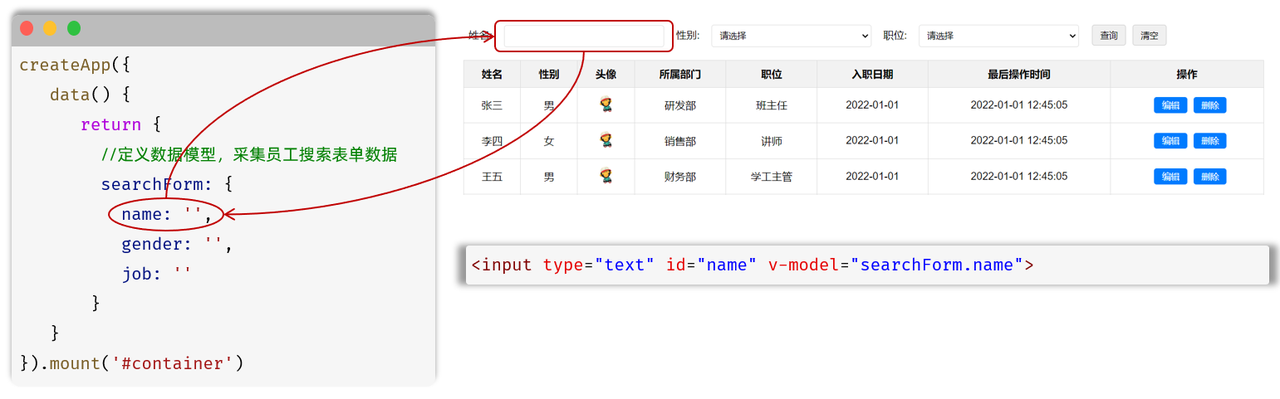 createApp({
data() {
return {
//定义数据模型，采集员工搜索表单数据
searchForm: {
name: '',
gender: '',
job: ''
}
}
}).mount('#container')
姓名: 性别: 请选择 职位: 请选择 查询 清空
姓名 性别 头像 所属部门 职位 入职日期 最后操作时间 操作
张三 男 研发部 班主任 2022-01-01 2022-01-01 12:45:05 编辑 删除
李四 女 销售部 讲师 2022-01-01 2022-01-01 12:45:05 编辑 删除
王五 男 财务部 学工主管 2022-01-01 2022-01-01 12:45:05 编辑 删除
<input type="text" id="name" v-model="searchForm.name">